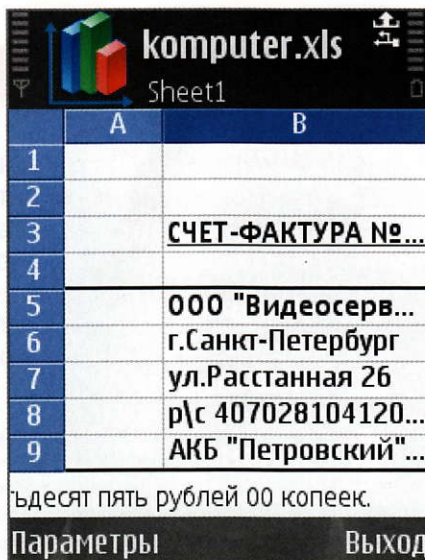 komputer.xls
Sheet1
A B
1
2
3 СЧЕТ-ФАКТУРА №...
4
5 ООО "Видеосерв...
6 г.Санкт-Петербург
7 ул.Расстанная 26
8 р\с 407028104120...
9 АКБ "Петровский"...
ьдесят пять рублей 00 копеек.
Параметры Выход